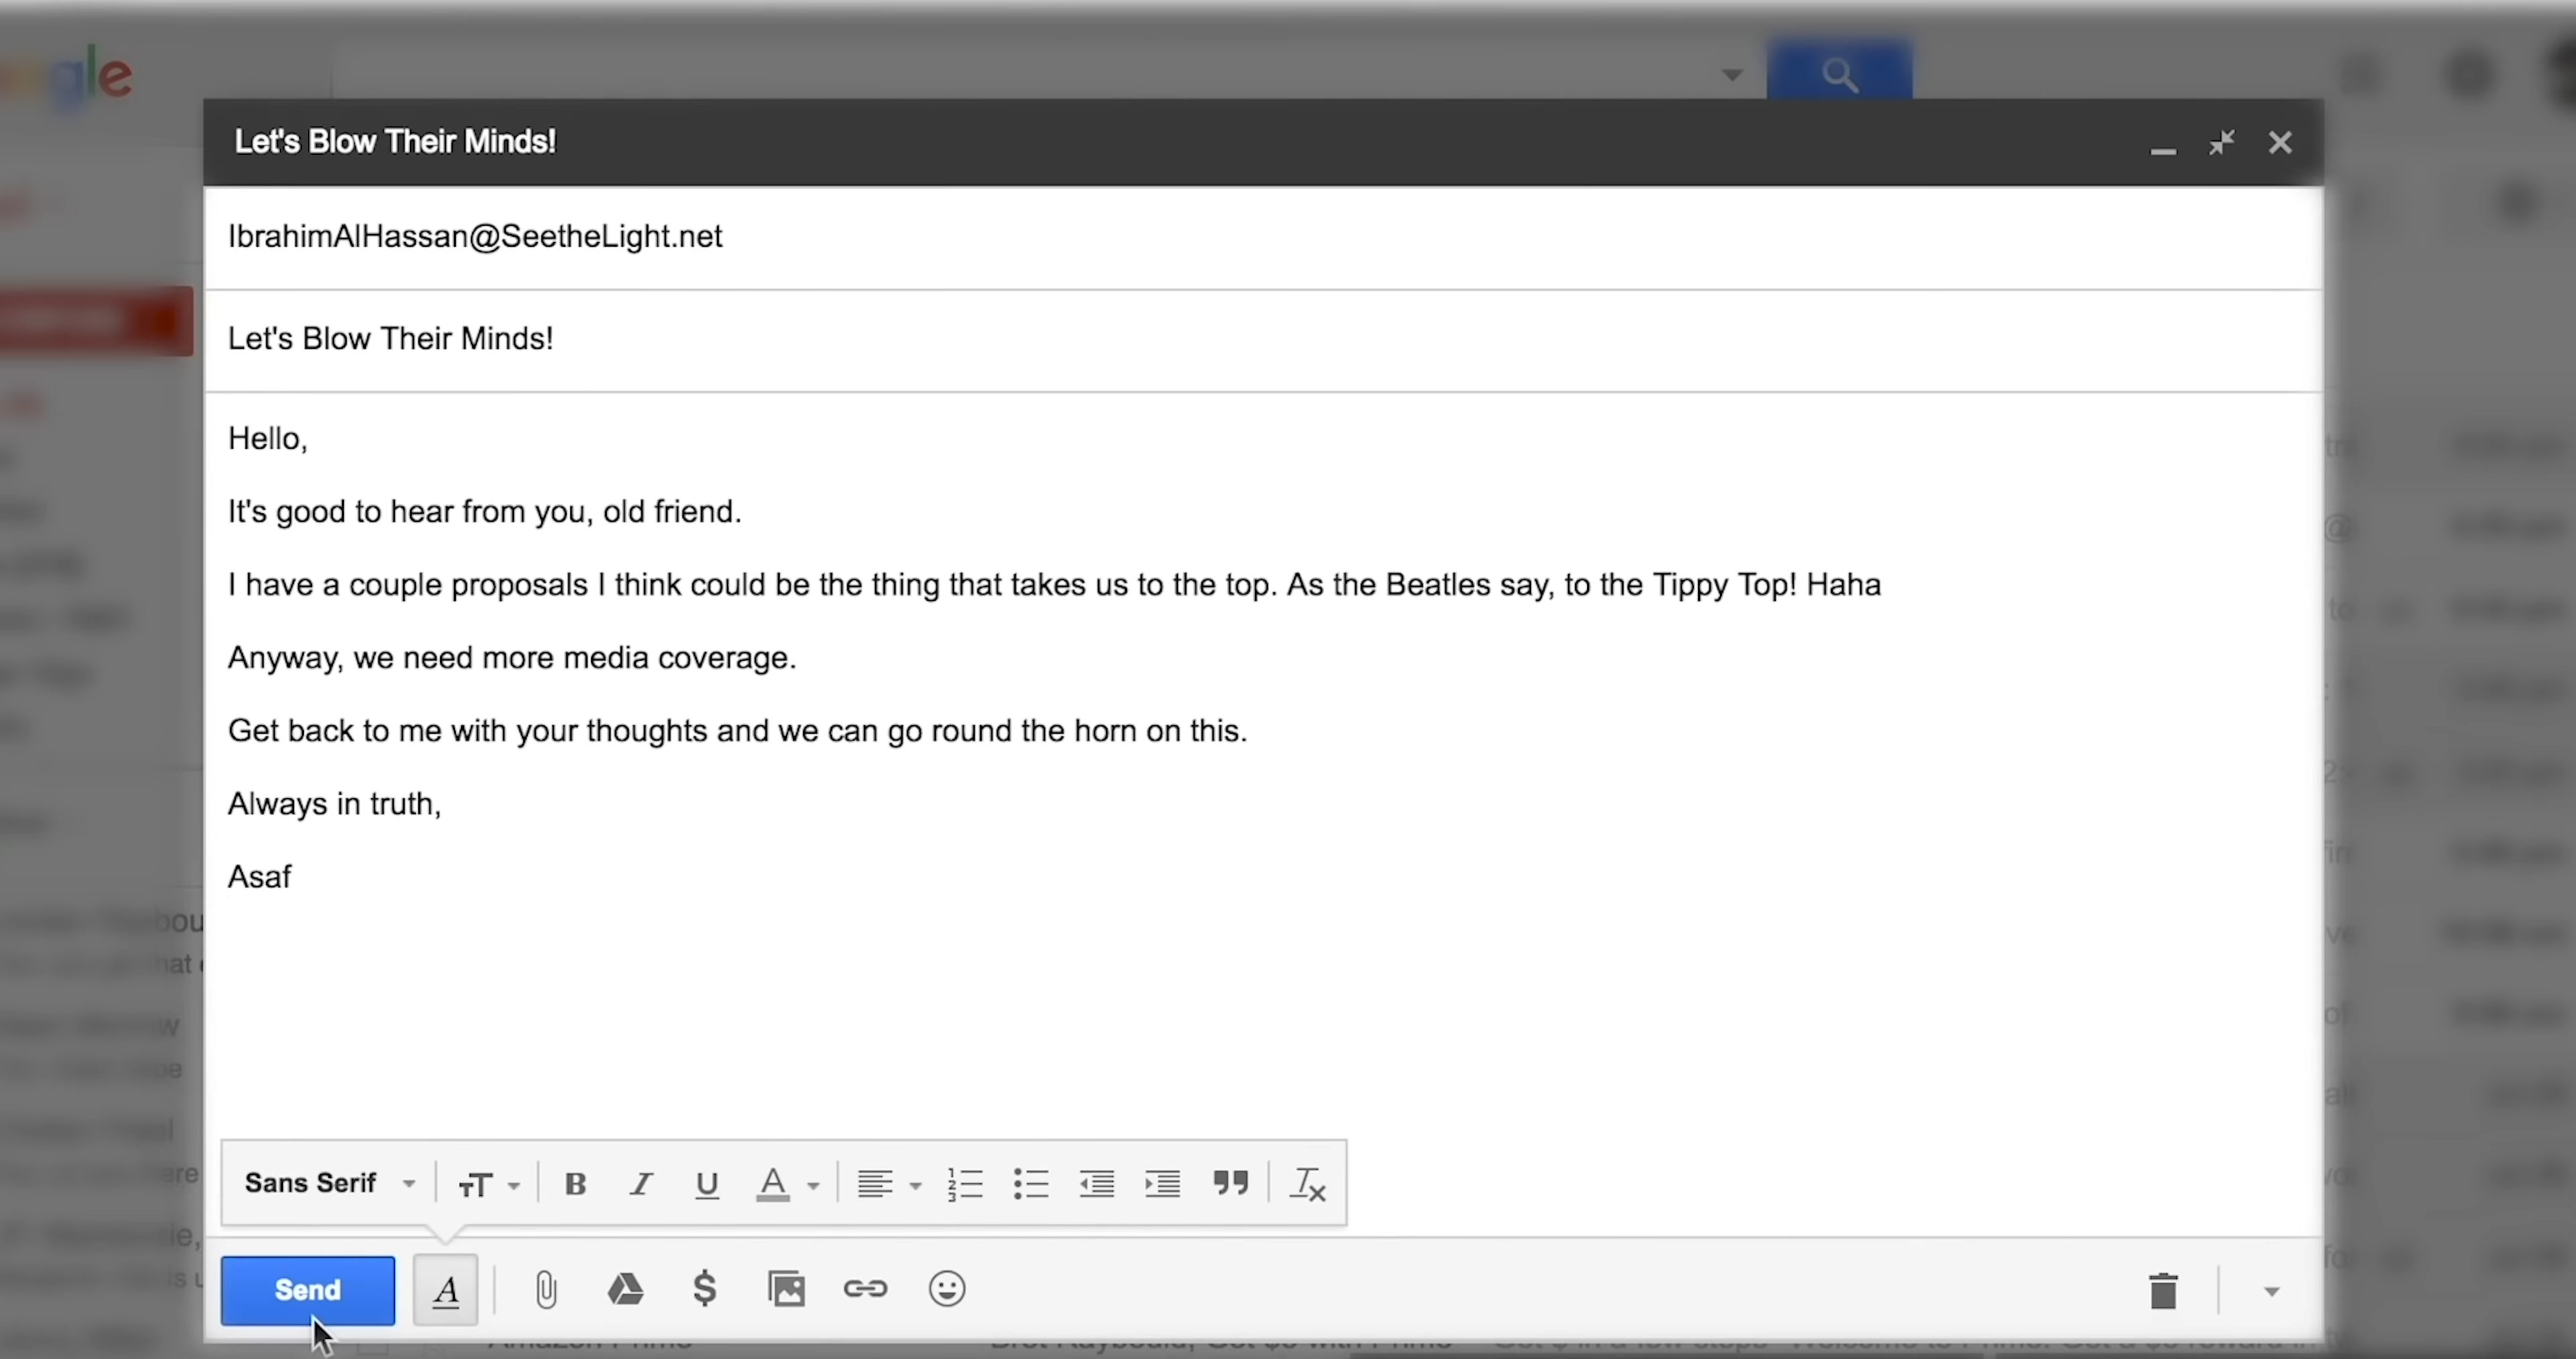 Let's Blow Their Minds!
IbrahimAlHassan@SeetheLight.net
Let's Blow Their Minds!
Hello,
It's good to hear from you, old friend.
I have a couple proposals I think could be the thing that takes us to the top. As the Beatles say, to the Tippy Top! Haha
Anyway, we need more media coverage.
Get back to me with your thoughts and we can go round the horn on this.
Always in truth,
Asaf
Sans Serif
Send